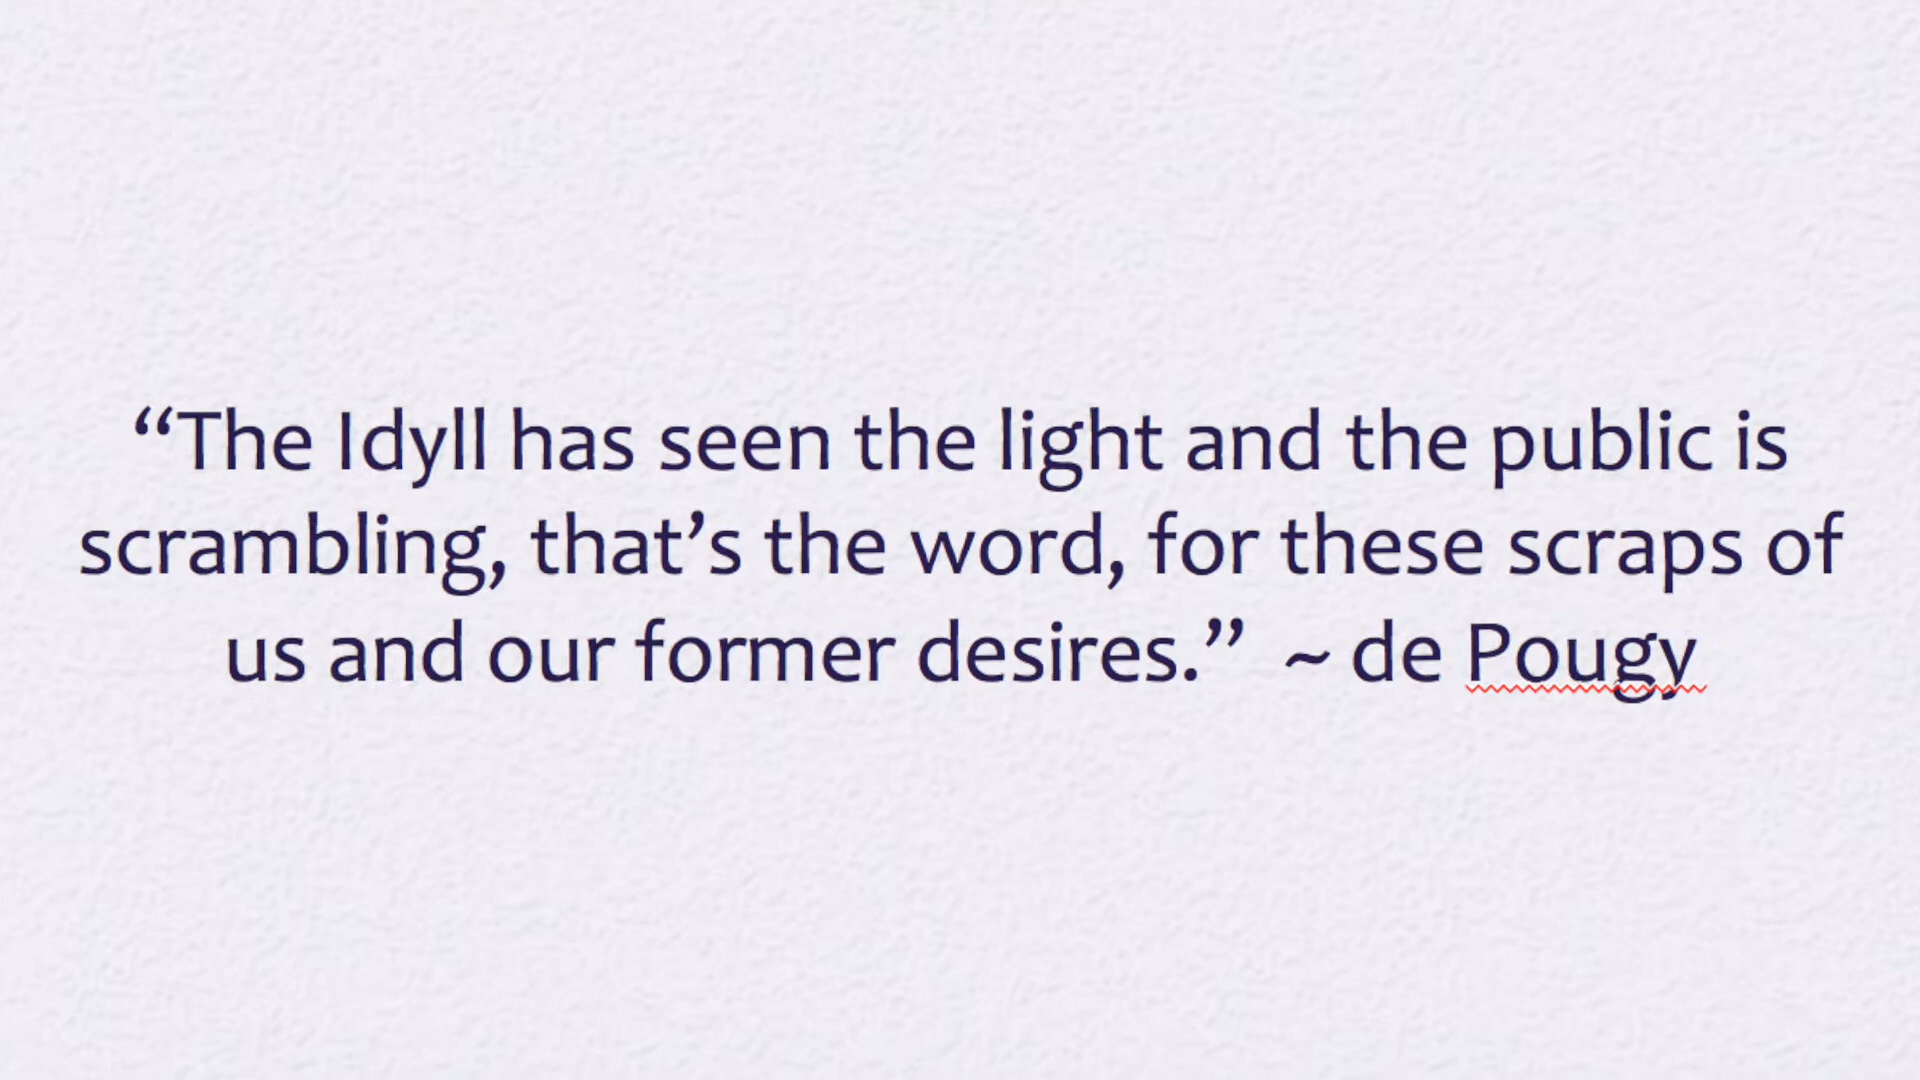 “The Idyll has seen the light and the public is
scrambling, that’s the word, for these scraps of
us and our former desires.”  ~ de Pougy